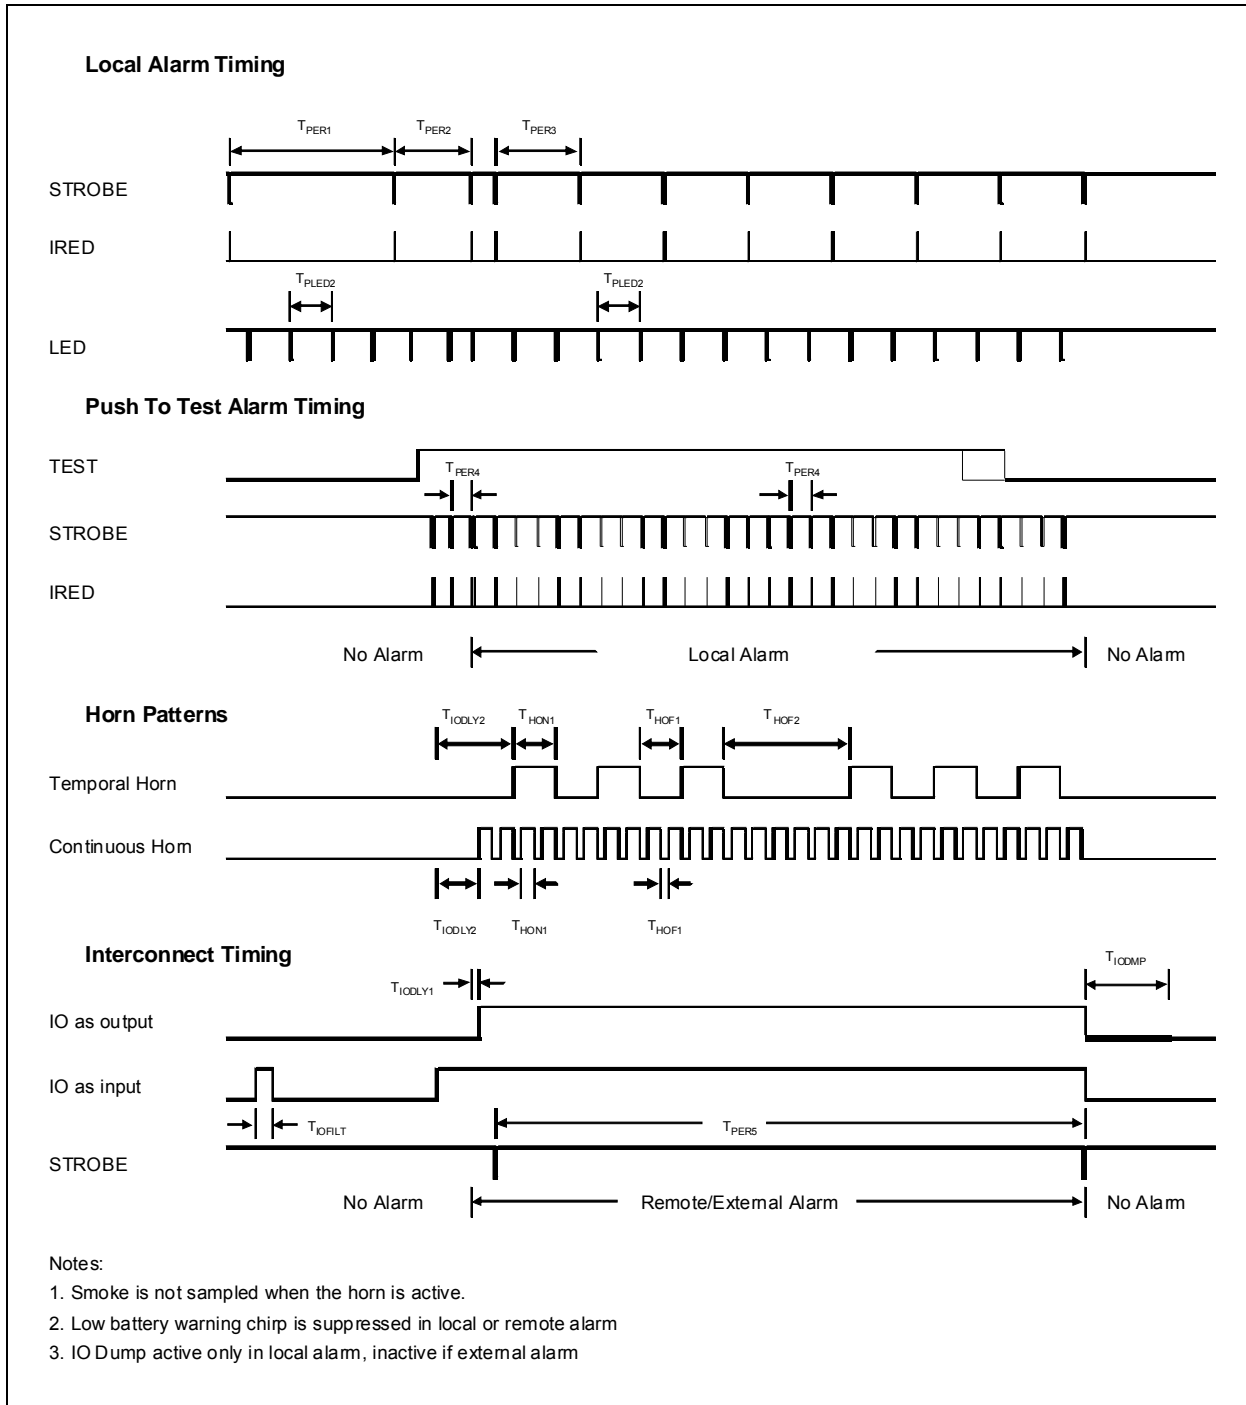 Local Alarm Timing
TPER1 TPER2 TPER3
STROBE
IRED
TPLED2 TPLED2
LED
Push To Test Alarm Timing
TEST
TPER4 TPER4
STROBE
IRED
No Alarm Local Alarm No Alarm
Horn Patterns
TIODLY2 THON1 THOF1 THOF2
Temporal Horn
Continuous Horn
TIODLY2 THON1 THOF1
Interconnect Timing
TIODLY1 TIODMP
IO as output
IO as input
TIOFILT TPER5
STROBE
No Alarm Remote/External Alarm No Alarm
Notes:
1. Smoke is not sampled when the horn is active.
2. Low battery warning chirp is suppressed in local or remote alarm
3. IO Dump active only in local alarm, inactive if external alarm